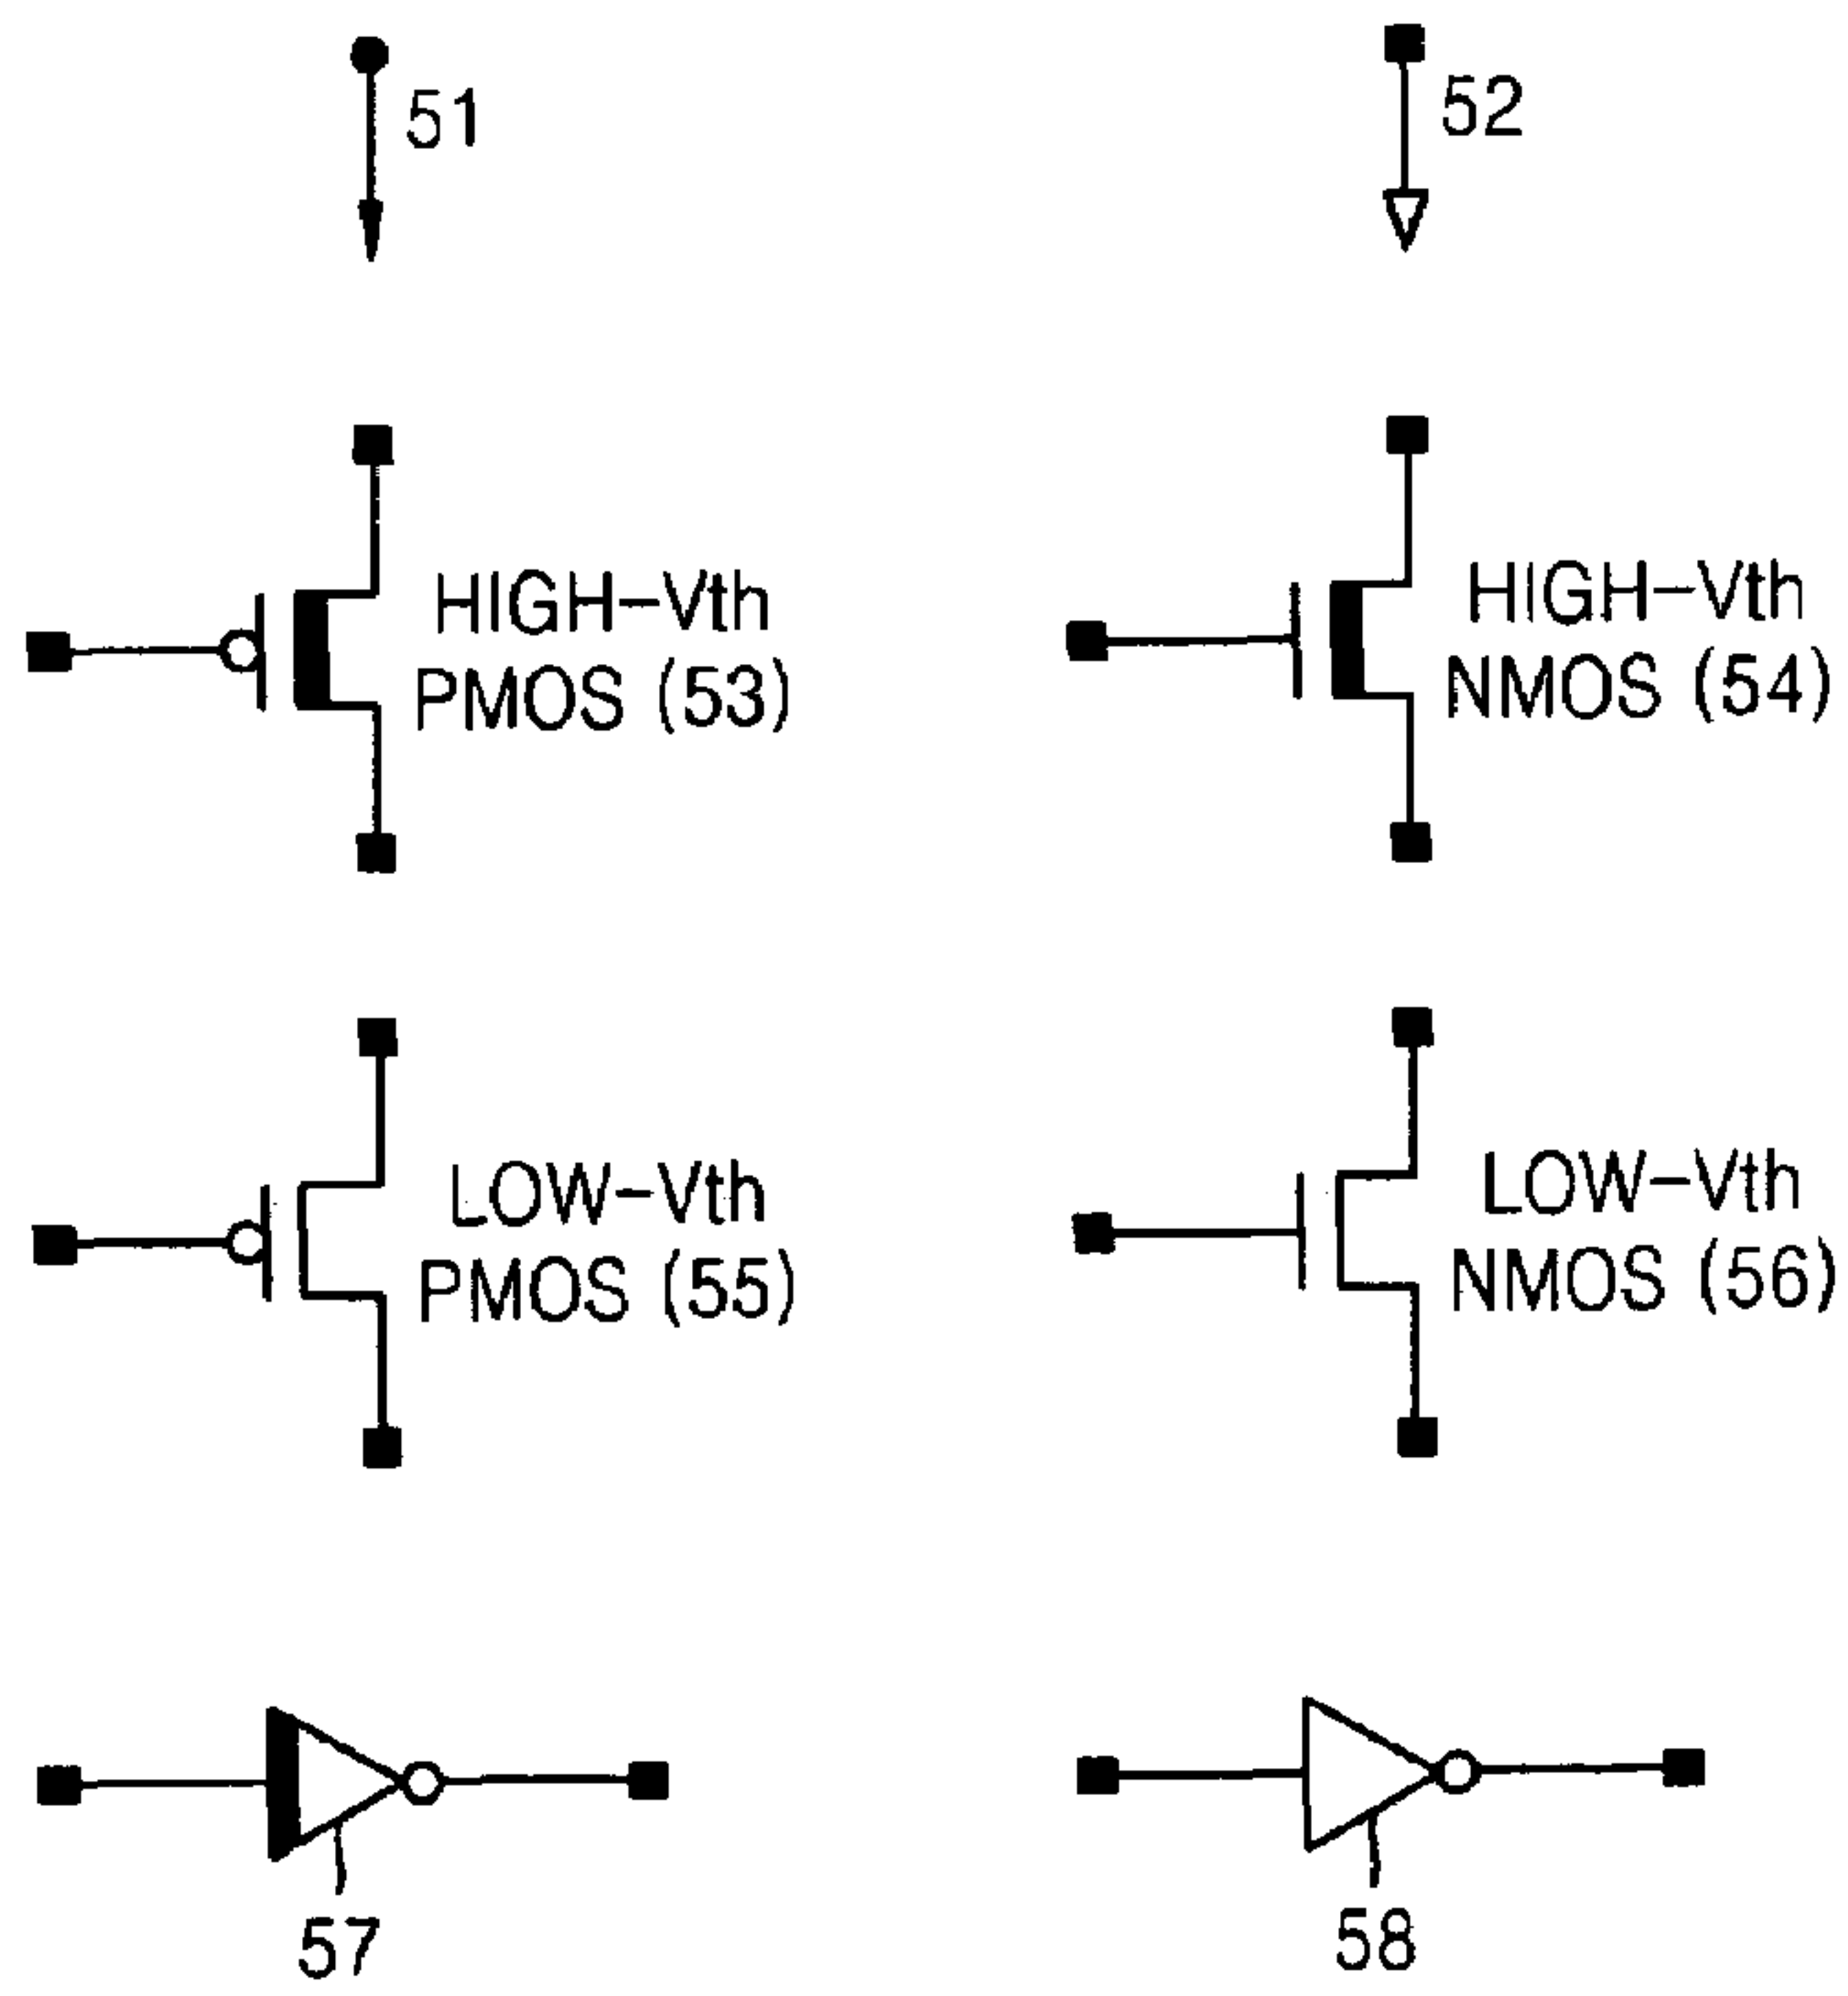 51
52
HIGH-Vth
PMOS (53)
HIGH-Vth
NMOS (54)
LOW-Vth
PMOS (55)
LOW-Vth
NMOS (56)
57
58